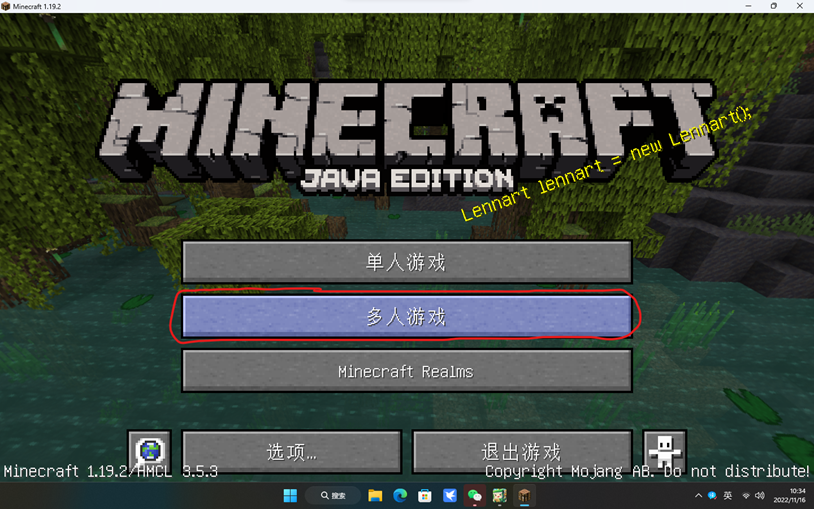 Minecraft 1.19.2
MINECRAFT
JAVA EDITION
Lennart lennart = new Lennart();
单人游戏
多人游戏
Minecraft Realms
选项...
退出游戏
Minecraft 1.19.2/HMCL 3.5.3
Copyright Mojang AB. Do not distribute!
搜索
英
10:34
2022/11/16